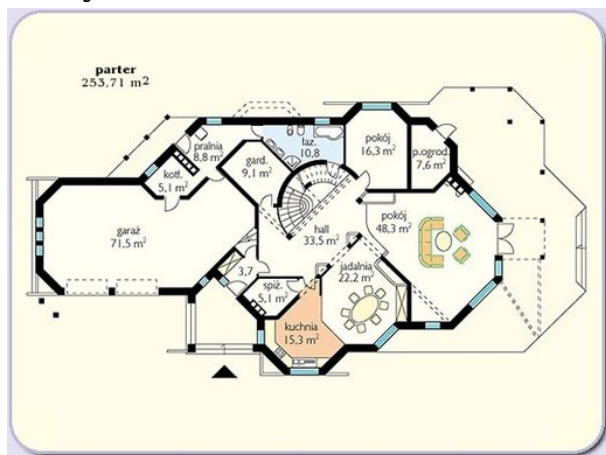 parter
253,71 m²
pralnia
8,8 m²
łaz.
10,8
pokój
16,3 m²
p.ogrod.
7,6 m²
kotł.
5,1 m²
gard.
9,1 m²
garaż
71,5 m²
hall
33,5 m²
pokój
48,3 m²
3,7
jadalnia
22,2 m²
spiż.
5,1 m²
kuchnia
15,3 m²